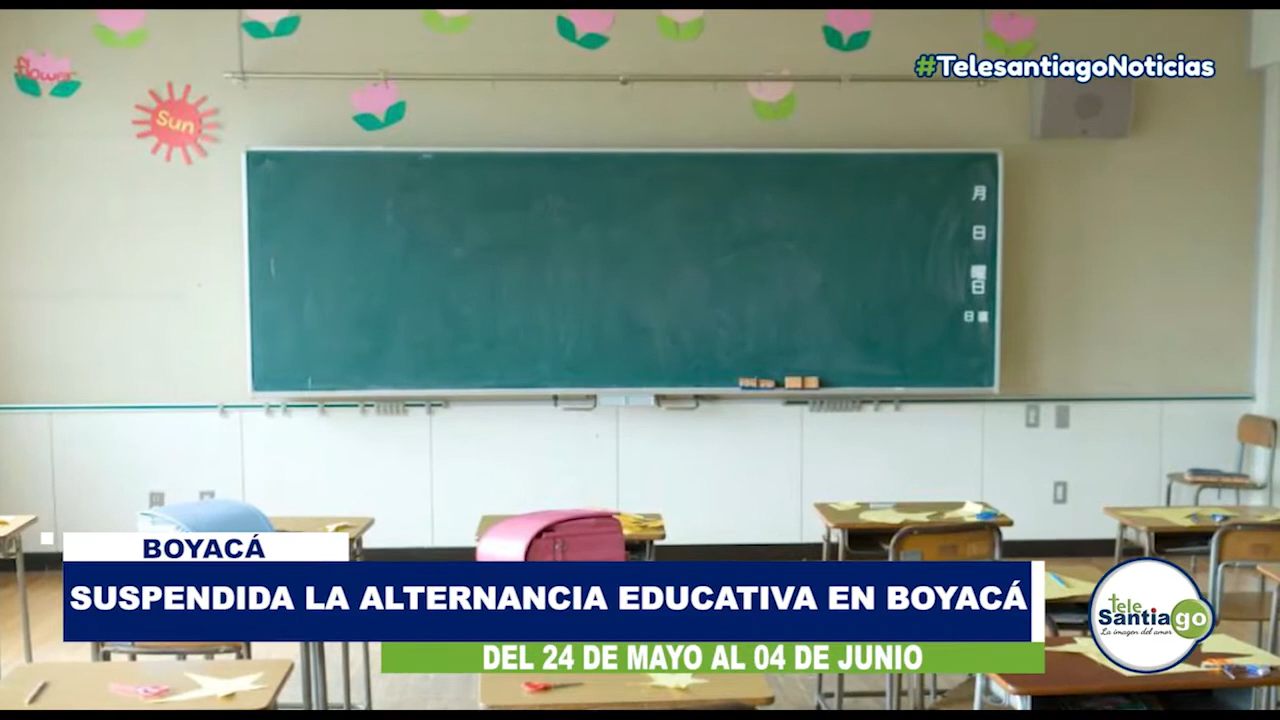 #TelesantiagoNoticias
flower
Sun
月
日
曜
日
日
BOYACÁ
SUSPENDIDA LA ALTERNANCIA EDUCATIVA EN BOYACÁ
DEL 24 DE MAYO AL 04 DE JUNIO
Tele
Santiago
La imagen del amor